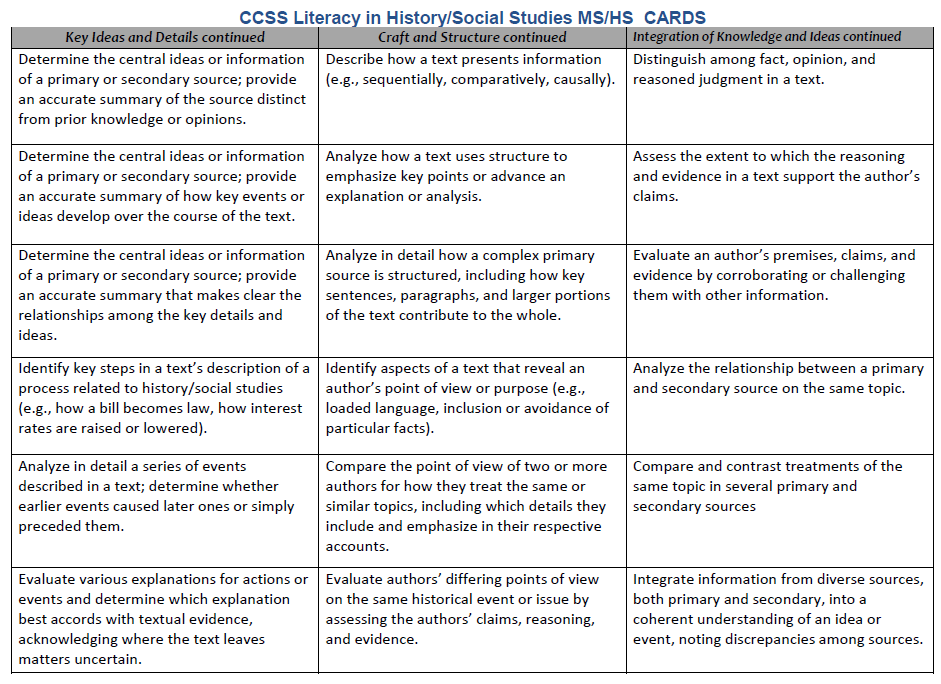 CCSS Literacy in History/Social Studies MS/HS CARDS
Key Ideas and Details continued
Craft and Structure continued
Integration of Knowledge and Ideas continued
Determine the central ideas or information
of a primary or secondary source; provide
an accurate summary of the source distinct
from prior knowledge or opinions.
Describe how a text presents information
(e.g., sequentially, comparatively, causally).
Distinguish among fact, opinion, and
reasoned judgment in a text.
Determine the central ideas or information
of a primary or secondary source; provide
an accurate summary of how key events or
ideas develop over the course of the text.
Analyze how a text uses structure to
emphasize key points or advance an
explanation or analysis.
Assess the extent to which the reasoning
and evidence in a text support the author’s
claims.
Determine the central ideas or information
of a primary or secondary source; provide
an accurate summary that makes clear the
relationships among the key details and
ideas.
Analyze in detail how a complex primary
source is structured, including how key
sentences, paragraphs, and larger portions
of the text contribute to the whole.
Evaluate an author’s premises, claims, and
evidence by corroborating or challenging
them with other information.
Identify key steps in a text’s description of a
process related to history/social studies
(e.g., how a bill becomes law, how interest
rates are raised or lowered).
Identify aspects of a text that reveal an
author’s point of view or purpose (e.g.,
loaded language, inclusion or avoidance of
particular facts).
Analyze the relationship between a primary
and secondary source on the same topic.
Analyze in detail a series of events
described in a text; determine whether
earlier events caused later ones or simply
preceded them.
Compare the point of view of two or more
authors for how they treat the same or
similar topics, including which details they
include and emphasize in their respective
accounts.
Compare and contrast treatments of the
same topic in several primary and
secondary sources
Evaluate various explanations for actions or
events and determine which explanation
best accords with textual evidence,
acknowledging where the text leaves
matters uncertain.
Evaluate authors’ differing points of view
on the same historical event or issue by
assessing the authors’ claims, reasoning,
and evidence.
Integrate information from diverse sources,
both primary and secondary, into a
coherent understanding of an idea or
event, noting discrepancies among sources.